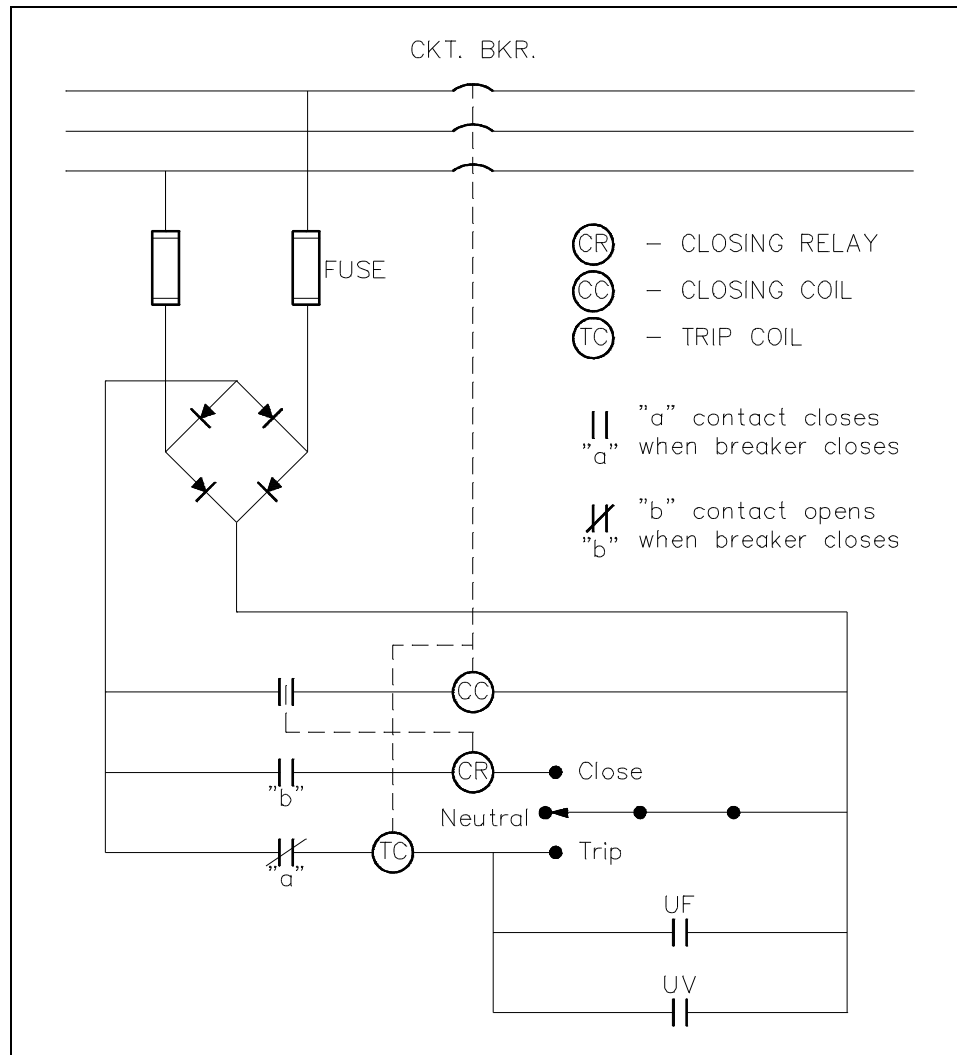 CKT. BKR.
FUSE
CR - CLOSING RELAY
CC - CLOSING COIL
TC - TRIP COIL
"a" "a" contact closes
when breaker closes
"b" "b" contact opens
when breaker closes
CC
CR
Close
"b"
Neutral
TC
Trip
"a"
UF
UV